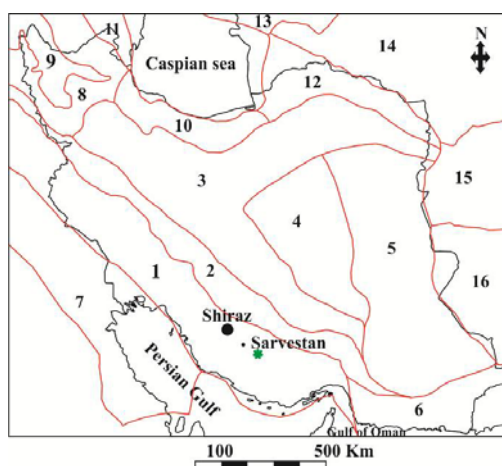 13
11
N
14
Caspian sea
9
12
8
10
3
15
4
5
16
1
2
7
Shiraz
Sarvestan
Persian Gulf
6
Gulf of Oman
100 500 Km